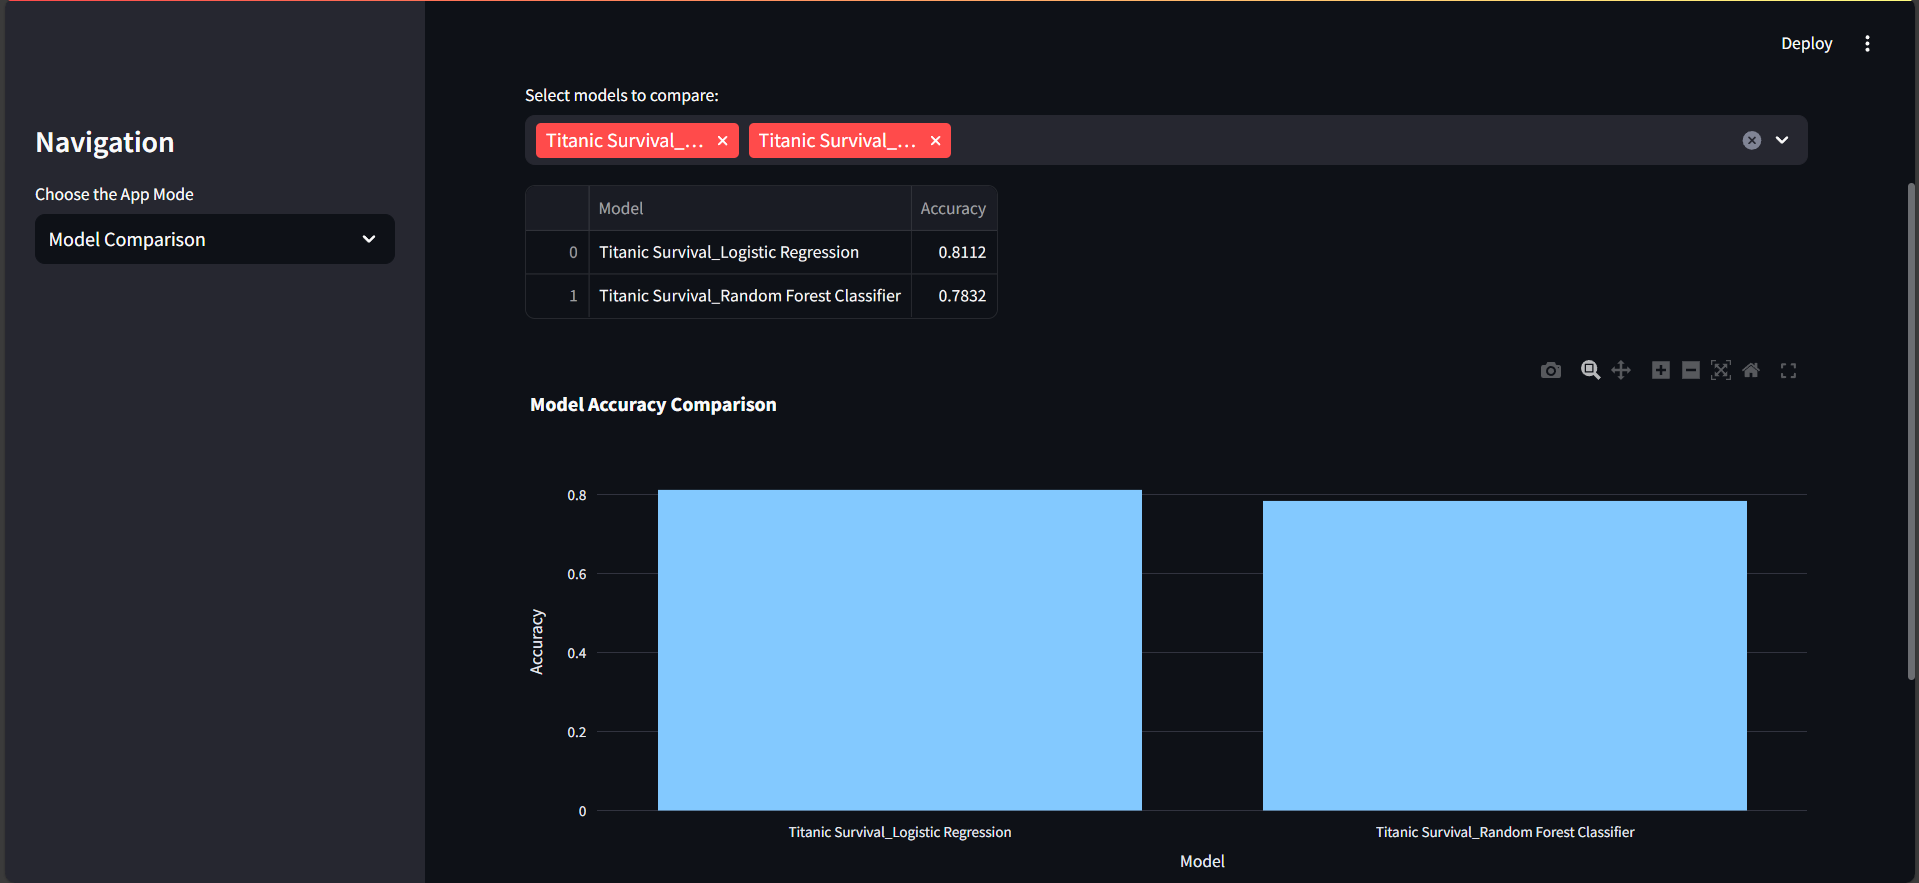 Deploy
Navigation
Choose the App Mode
Model Comparison
Select models to compare:
Titanic Survival_... Titanic Survival_...
Model Accuracy
0 Titanic Survival_Logistic Regression 0.8112
1 Titanic Survival_Random Forest Classifier 0.7832
Model Accuracy Comparison
0.8
0.6
0.4
0.2
0
Accuracy
Titanic Survival_Logistic Regression Titanic Survival_Random Forest Classifier
Model